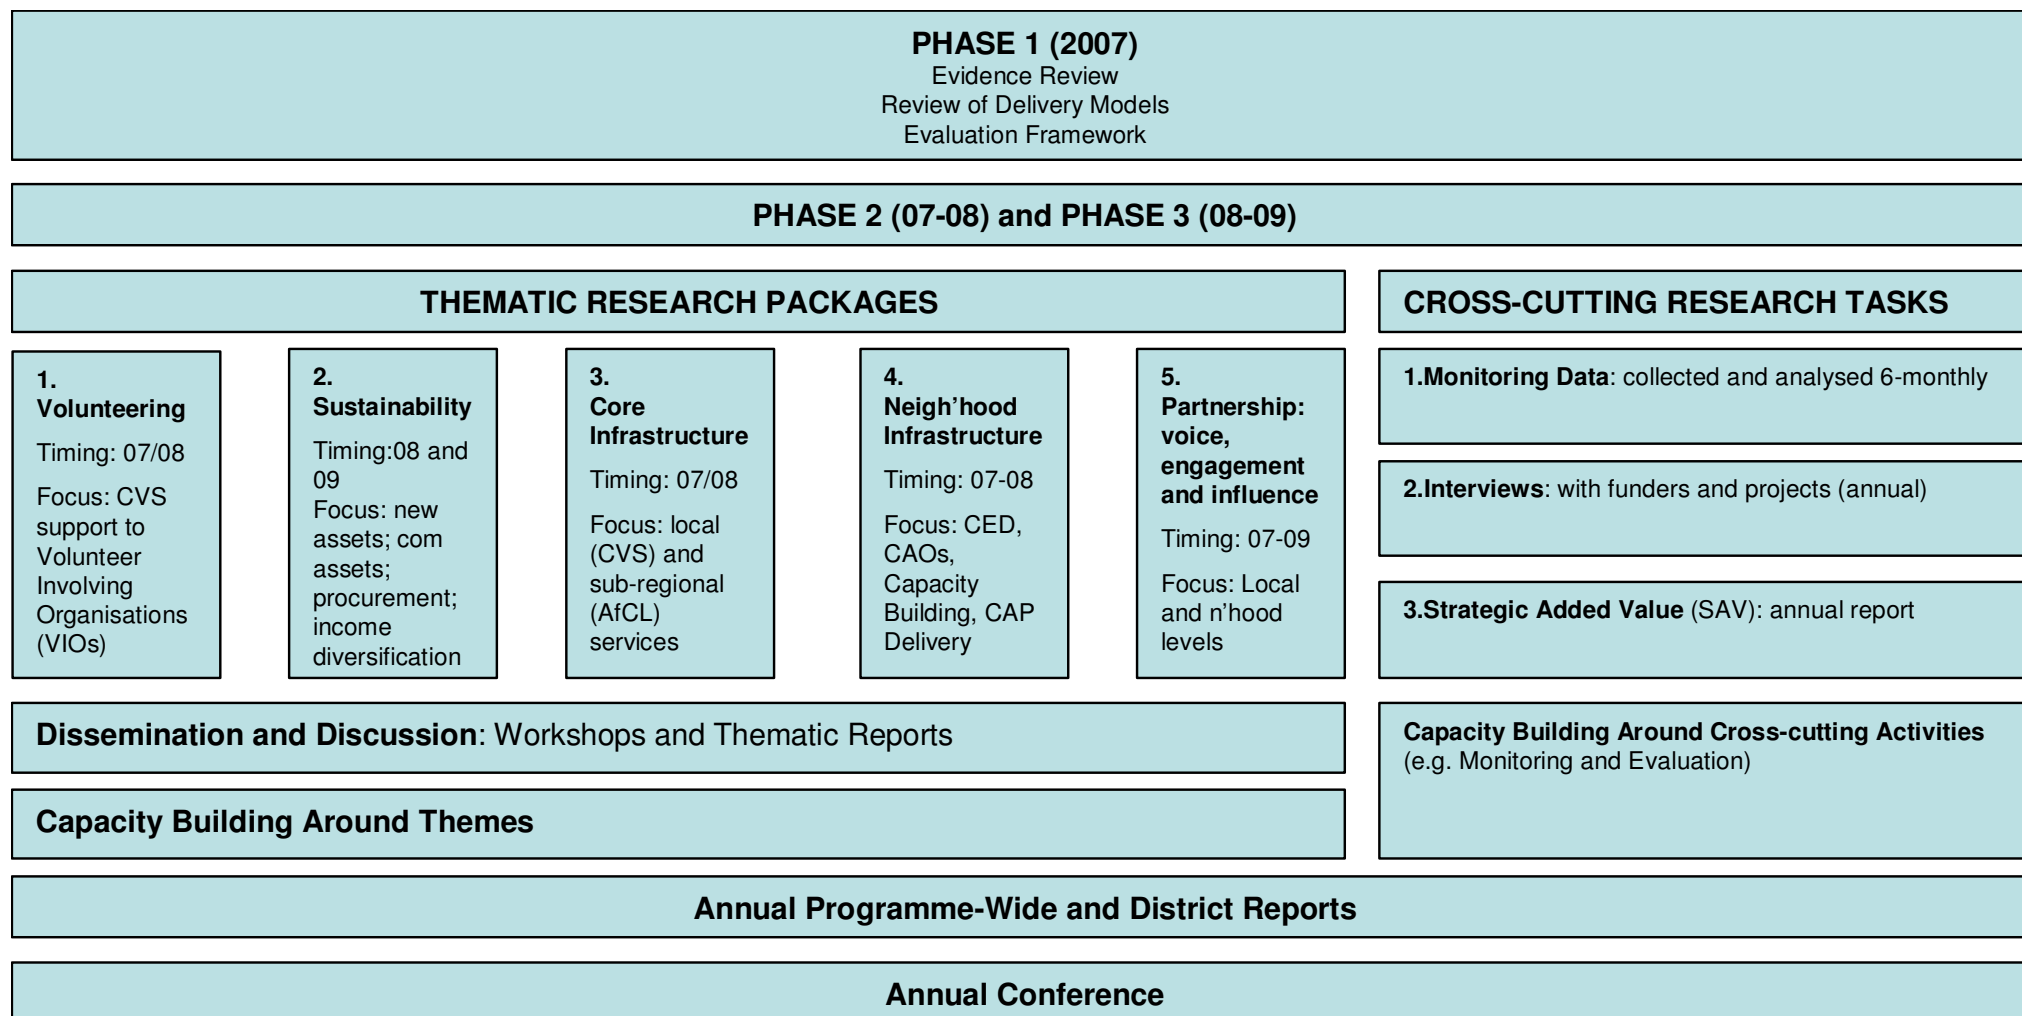 PHASE 1 (2007)
Evidence Review
Review of Delivery Models
Evaluation Framework
PHASE 2 (07-08) and PHASE 3 (08-09)
THEMATIC RESEARCH PACKAGES
CROSS-CUTTING RESEARCH TASKS
1.
Volunteering
Timing: 07/08
Focus: CVS
support to
Volunteer
Involving
Organisations
(VIOs)
2.
Sustainability
Timing:08 and
09
Focus: new
assets; com
assets;
procurement;
income
diversification
3.
Core
Infrastructure
Timing: 07/08
Focus: local
(CVS) and
sub-regional
(AfCL)
services
4.
Neigh’hood
Infrastructure
Timing: 07-08
Focus: CED,
CAOs,
Capacity
Building, CAP
Delivery
5.
Partnership:
voice,
engagement
and influence
Timing: 07-09
Focus: Local
and n’hood
levels
1.Monitoring Data: collected and analysed 6-monthly
2.Interviews: with funders and projects (annual)
3.Strategic Added Value (SAV): annual report
Dissemination and Discussion: Workshops and Thematic Reports
Capacity Building Around Themes
Capacity Building Around Cross-cutting Activities
(e.g. Monitoring and Evaluation)
Annual Programme-Wide and District Reports
Annual Conference